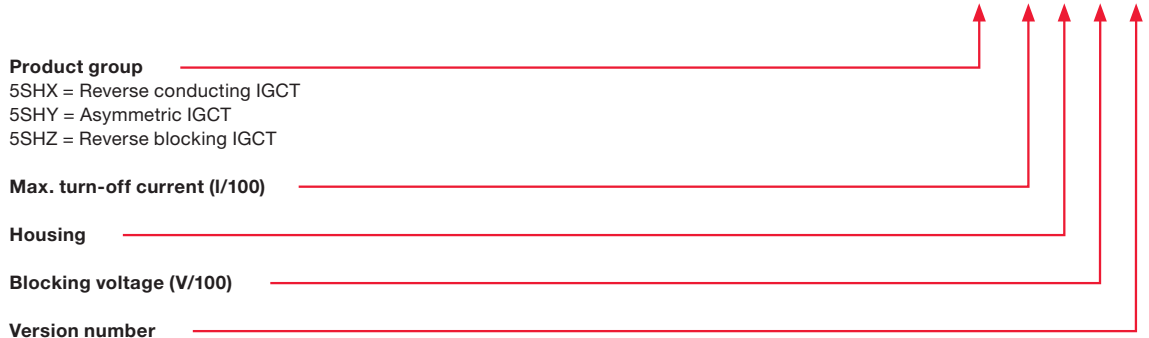 Product group
5SHX = Reverse conducting IGCT
5SHY = Asymmetric IGCT
5SHZ = Reverse blocking IGCT
Max. turn-off current (I/100)
Housing
Blocking voltage (V/100)
Version number